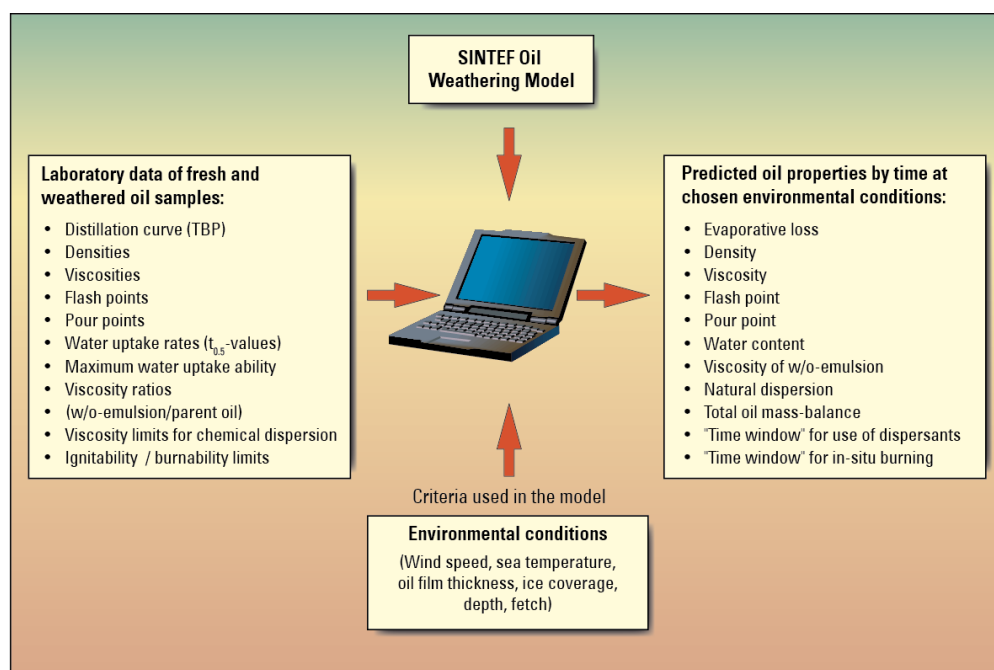 SINTEF Oil
Weathering Model
Laboratory data of fresh and
weathered oil samples:
• Distillation curve (TBP)
• Densities
• Viscosities
• Flash points
• Pour points
• Water uptake rates (t0.5-values)
• Maximum water uptake ability
• Viscosity ratios
• (w/o-emulsion/parent oil)
• Viscosity limits for chemical dispersion
• Ignitability / burnability limits
Predicted oil properties by time at
chosen environmental conditions:
• Evaporative loss
• Density
• Viscosity
• Flash point
• Pour point
• Water content
• Viscosity of w/o-emulsion
• Natural dispersion
• Total oil mass-balance
• "Time window" for use of dispersants
• "Time window" for in-situ burning
Criteria used in the model
Environmental conditions
(Wind speed, sea temperature,
oil film thickness, ice coverage,
depth, fetch)